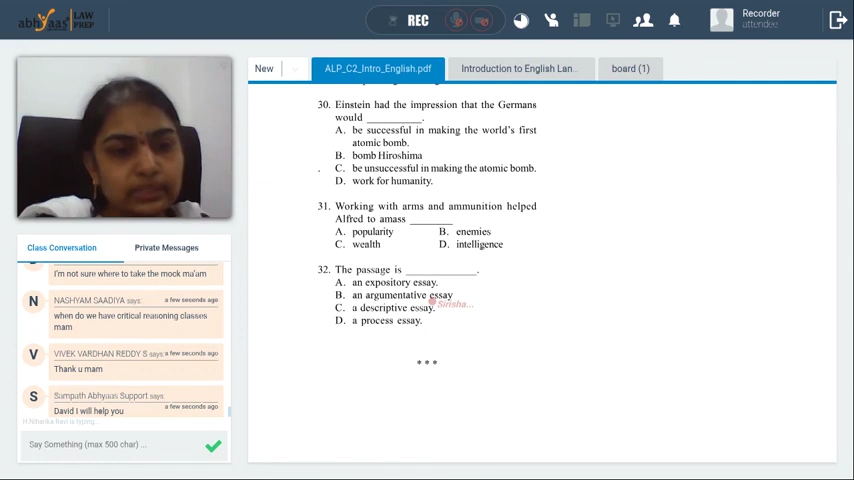 abhyaas LAW PREP
REC
Recorder
attendee
New
ALP_C2_Intro_English.pdf
Introduction to English Lan...
board (1)
Class Conversation
Private Messages
I'm not sure where to take the mock ma'am
N
NASHYAM SAADIYA says:
a few seconds ago
when do we have critical reasoning classes
mam
V
VIVEK VARDHAN REDDY S says:
a few seconds ago
Thank u mam
S
Sampath Abhyaas Support says:
a few seconds ago
David I will help you
H.Niharika Ravi is typing...
Say Something (max 500 char) ...
30. Einstein had the impression that the Germans
would __________.
A. be successful in making the world's first
atomic bomb.
B. bomb Hiroshima
C. be unsuccessful in making the atomic bomb.
D. work for humanity.
31. Working with arms and ammunition helped
Alfred to amass ________
A. popularity B. enemies
C. wealth D. intelligence
32. The passage is _____________.
A. an expository essay.
B. an argumentative essay
Sirisha...
C. a descriptive essay.
D. a process essay.
* * *